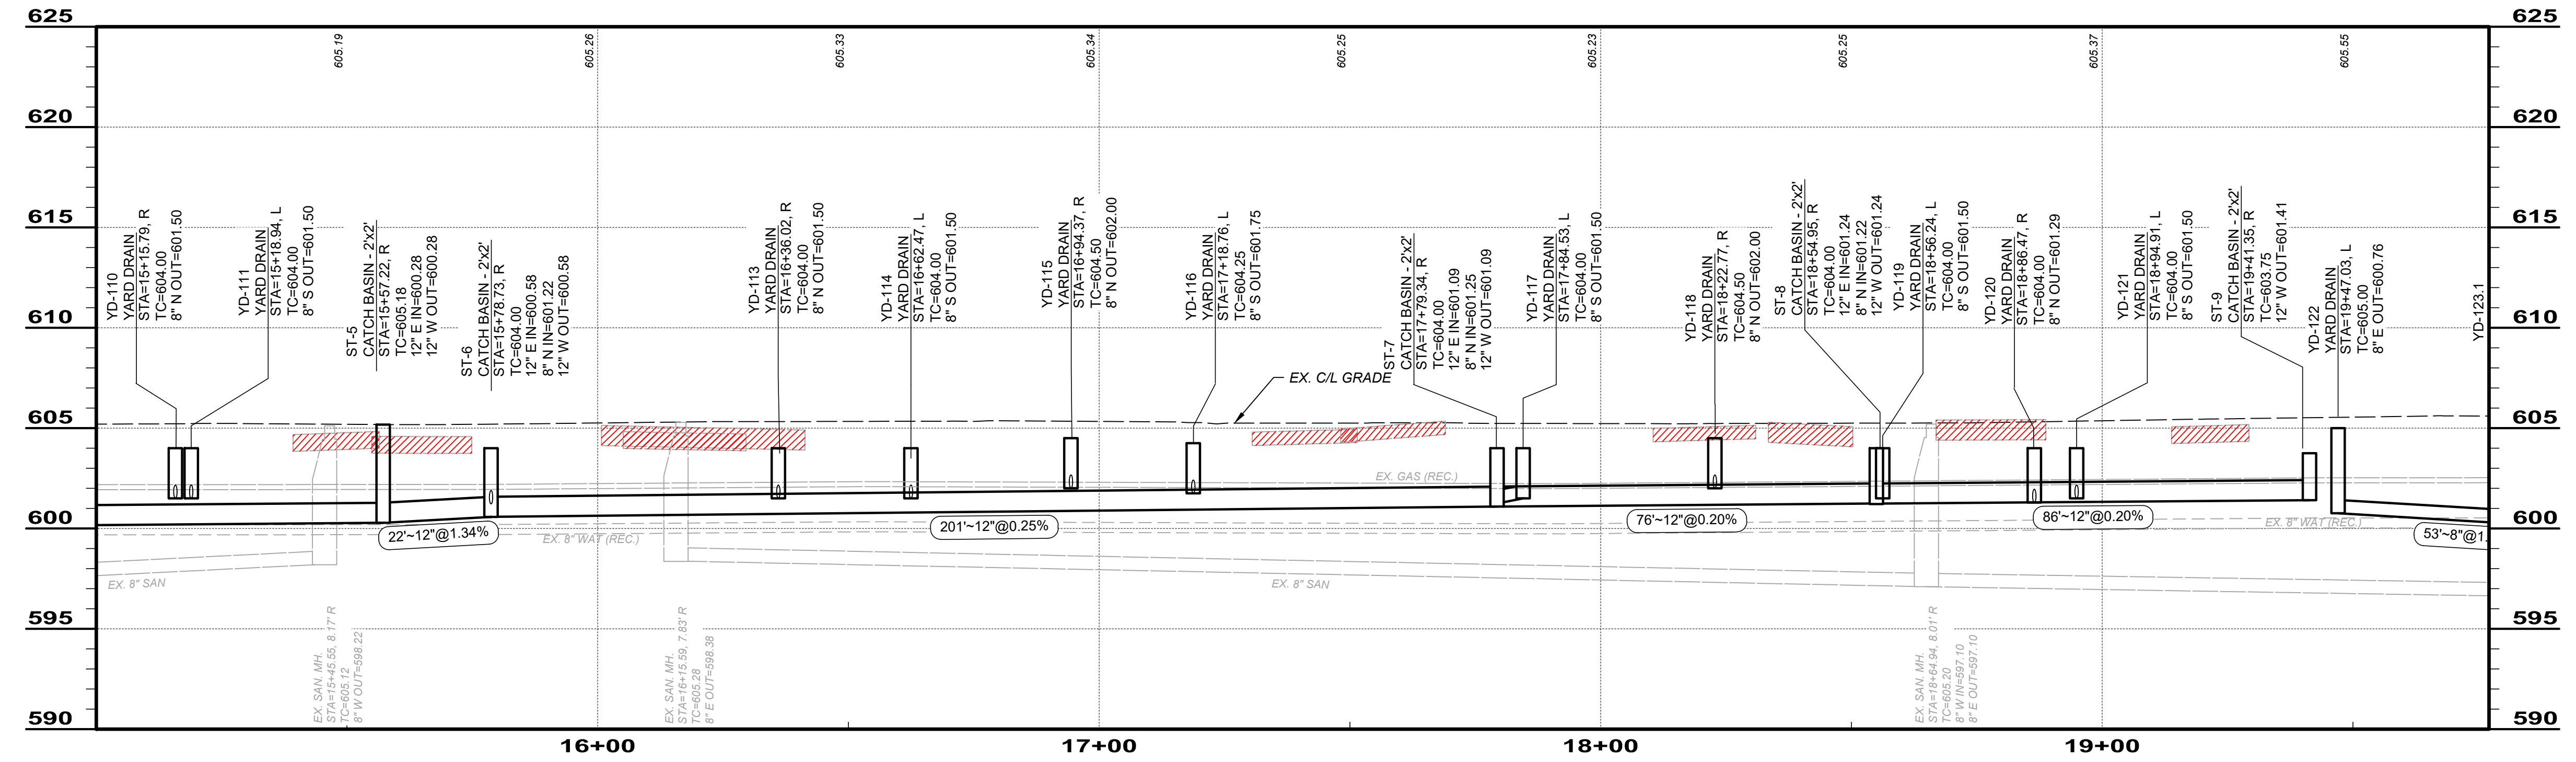 625
625
605.19
605.26
605.33
605.34
605.25
605.23
605.25
605.37
605.55
620
620
615
615
610
610
605
605
600
600
595
595
590
590
YD-110
YARD DRAIN
STA=15+15.79, R
TC=604.00
8" N OUT=601.50
YD-111
YARD DRAIN
STA=15+18.94, L
TC=604.00
8" S OUT=601.50
ST-5
CATCH BASIN - 2'x2'
STA=15+57.22, R
TC=605.18
12" E IN=600.28
12" W OUT=600.28
ST-6
CATCH BASIN - 2'x2'
STA=15+78.73, R
TC=604.00
12" E IN=600.58
8" N IN=601.22
12" W OUT=600.58
YD-113
YARD DRAIN
STA=16+36.02, R
TC=604.00
8" N OUT=601.50
YD-114
YARD DRAIN
STA=16+62.47, L
TC=604.00
8" S OUT=601.50
YD-115
YARD DRAIN
STA=16+94.37, R
TC=604.50
8" N OUT=602.00
YD-116
YARD DRAIN
STA=17+18.76, L
TC=604.25
8" S OUT=601.75
EX. C/L GRADE
ST-7
CATCH BASIN - 2'x2'
STA=17+79.34, R
TC=604.00
12" E IN=601.09
8" N IN=601.25
12" W OUT=601.09
YD-117
YARD DRAIN
STA=17+84.53, L
TC=604.00
8" S OUT=601.50
YD-118
YARD DRAIN
STA=18+22.77, R
TC=604.50
8" N OUT=602.00
ST-8
CATCH BASIN - 2'x2'
STA=18+54.95, R
TC=604.00
12" E IN=601.24
8" N IN=601.22
12" W OUT=601.24
YD-119
YARD DRAIN
STA=18+56.24, L
TC=604.00
8" S OUT=601.50
YD-120
YARD DRAIN
STA=18+86.47, R
TC=604.00
8" N OUT=601.29
YD-121
YARD DRAIN
STA=18+94.91, L
TC=604.00
8" S OUT=601.50
ST-9
CATCH BASIN - 2'x2'
STA=19+41.35, R
TC=603.75
12" W OUT=601.41
YD-122
YARD DRAIN
STA=19+47.03, L
TC=605.00
8" E OUT=600.76
YD-123.1
EX. GAS (REC.)
22'~12"@1.34%
201'~12"@0.25%
76'~12"@0.20%
86'~12"@0.20%
53'~8"@1.
EX. 8" WAT (REC.)
EX. 8" WAT (REC.)
EX. 8" SAN
EX. 8" SAN
EX. SAN. MH.
STA=15+45.55, 8.17' R
TC=605.12
8" W OUT=598.22
EX. SAN. MH.
STA=16+15.59, 7.83' R
TC=605.28
8" E OUT=598.38
EX. SAN. MH.
STA=18+64.94, 8.01' R
TC=605.20
8" W IN=597.10
8" E OUT=597.10
16+00
17+00
18+00
19+00